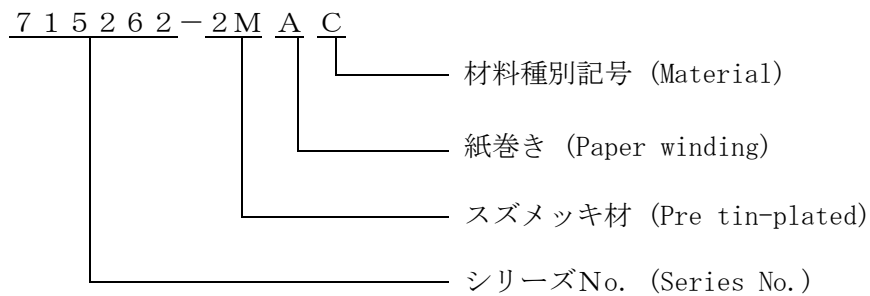 ７１５２６２－２Ｍ Ａ Ｃ
材料種別記号 (Material)
紙巻き (Paper winding)
スズメッキ材 (Pre tin-plated)
シリーズNo. (Series No.)